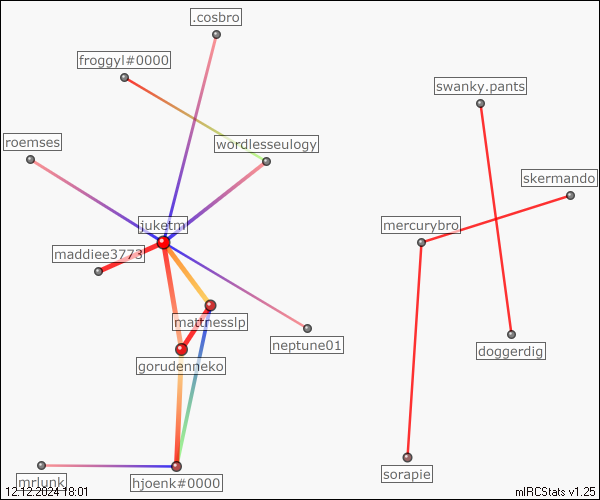 .cosbro
froggyl#0000
swanky.pants
roemses
wordlesseulogy
skermando
juketm
mercurybro
maddiee3773
mattnesslp
neptune01
doggerdig
gorudenneko
sorapie
mrlunk
hjoenk#0000
12.12.2024 18:01
mIRCStats v1.25